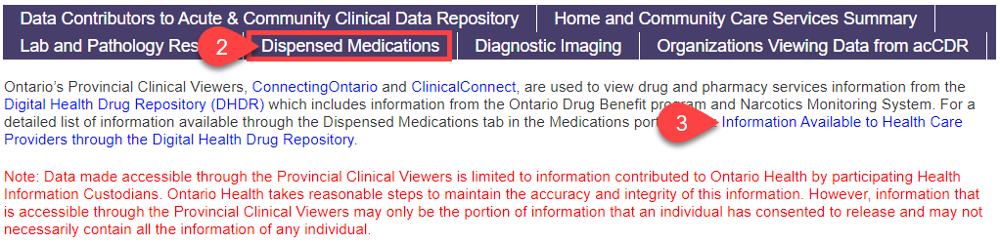 Data Contributors to Acute & Community Clinical Data Repository Home and Community Care Services Summary
Lab and Pathology Res 2 Dispensed Medications Diagnostic Imaging Organizations Viewing Data from acCDR
Ontario's Provincial Clinical Viewers, ConnectingOntario and ClinicalConnect, are used to view drug and pharmacy services information from the
Digital Health Drug Repository (DHDR) which includes information from the Ontario Drug Benefit program and Narcotics Monitoring System. For a
detailed list of information available through the Dispensed Medications tab in the Medications por 3 Information Available to Health Care
Providers through the Digital Health Drug Repository.
Note: Data made accessible through the Provincial Clinical Viewers is limited to information contributed to Ontario Health by participating Health
Information Custodians. Ontario Health takes reasonable steps to maintain the accuracy and integrity of this information. However, information that
is accessible through the Provincial Clinical Viewers may only be the portion of information that an individual has consented to release and may not
necessarily contain all the information of any individual.